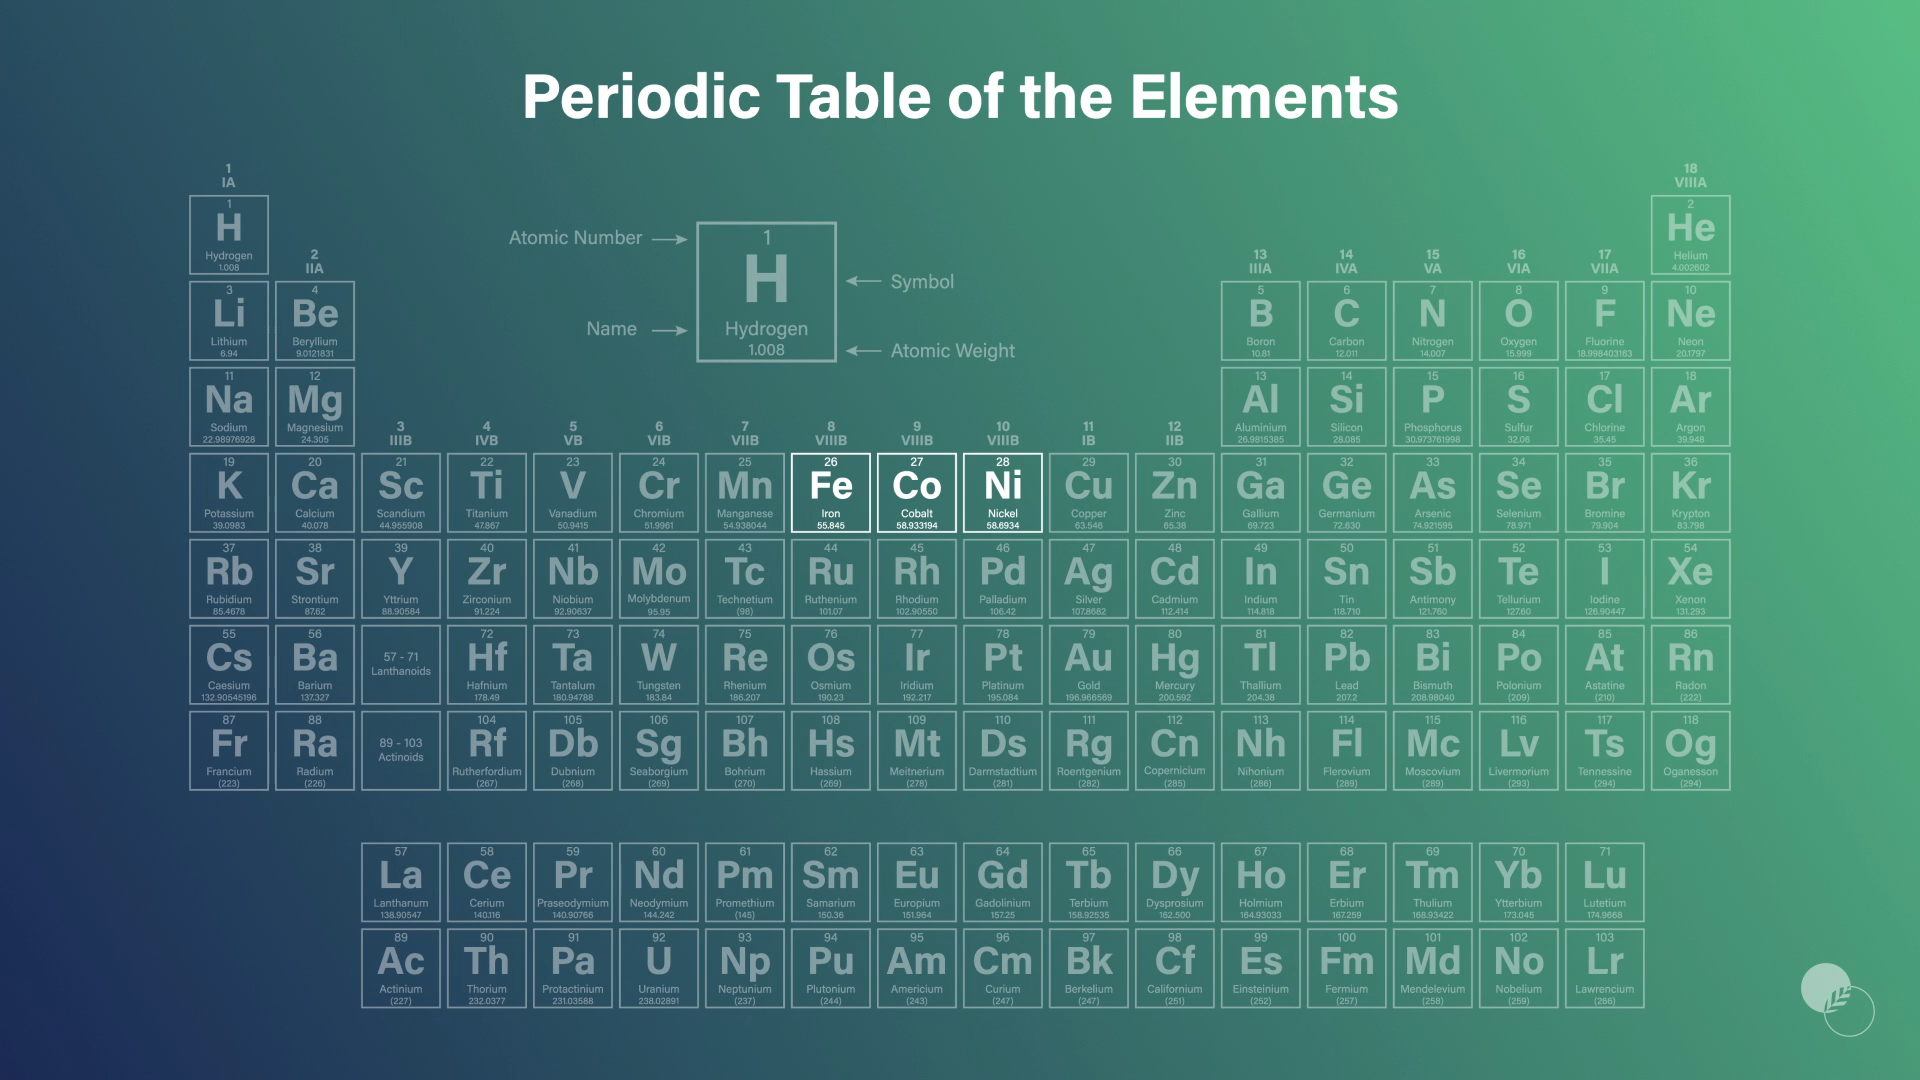 Periodic Table of the Elements
1
IA
18
VIIIA
1
H
Hydrogen
1.008
2
He
Helium
4.002602
Atomic Number
1
H
Hydrogen
1.008
Symbol
Name
Atomic Weight
2
IIA
13
IIIA
14
IVA
15
VA
16
VIA
17
VIIA
3
Li
Lithium
6.94
4
Be
Beryllium
9.0121831
5
B
Boron
10.81
6
C
Carbon
12.011
7
N
Nitrogen
14.007
8
O
Oxygen
15.999
9
F
Fluorine
18.998403163
10
Ne
Neon
20.1797
11
Na
Sodium
22.98976928
12
Mg
Magnesium
24.305
13
Al
Aluminium
26.9815385
14
Si
Silicon
28.085
15
P
Phosphorus
30.973761998
16
S
Sulfur
32.06
17
Cl
Chlorine
35.45
18
Ar
Argon
39.948
3
IIIB
4
IVB
5
VB
6
VIB
7
VIIB
8
VIIIB
9
VIIIB
10
VIIIB
11
IB
12
IIB
19
K
Potassium
39.0983
20
Ca
Calcium
40.078
21
Sc
Scandium
44.955908
22
Ti
Titanium
47.867
23
V
Vanadium
50.9415
24
Cr
Chromium
51.9961
25
Mn
Manganese
54.938044
26
Fe
Iron
55.845
27
Co
Cobalt
58.933194
28
Ni
Nickel
58.6934
29
Cu
Copper
63.546
30
Zn
Zinc
65.38
31
Ga
Gallium
69.723
32
Ge
Germanium
72.630
33
As
Arsenic
74.921595
34
Se
Selenium
78.971
35
Br
Bromine
79.904
36
Kr
Krypton
83.798
37
Rb
Rubidium
85.4678
38
Sr
Strontium
87.62
39
Y
Yttrium
88.90584
40
Zr
Zirconium
91.224
41
Nb
Niobium
92.90637
42
Mo
Molybdenum
95.95
43
Tc
Technetium
(98)
44
Ru
Ruthenium
101.07
45
Rh
Rhodium
102.90550
46
Pd
Palladium
106.42
47
Ag
Silver
107.8682
48
Cd
Cadmium
112.414
49
In
Indium
114.818
50
Sn
Tin
118.710
51
Sb
Antimony
121.760
52
Te
Tellurium
127.60
53
I
Iodine
126.90447
54
Xe
Xenon
131.293
55
Cs
Caesium
132.90545196
56
Ba
Barium
137.327
57 - 71
Lanthanoids
72
Hf
Hafnium
178.49
73
Ta
Tantalum
180.94788
74
W
Tungsten
183.84
75
Re
Rhenium
186.207
76
Os
Osmium
190.23
77
Ir
Iridium
192.217
78
Pt
Platinum
195.084
79
Au
Gold
196.966569
80
Hg
Mercury
200.592
81
Tl
Thallium
204.38
82
Pb
Lead
207.2
83
Bi
Bismuth
208.98040
84
Po
Polonium
(209)
85
At
Astatine
(210)
86
Rn
Radon
(222)
87
Fr
Francium
(223)
88
Ra
Radium
(226)
89 - 103
Actinoids
104
Rf
Rutherfordium
(267)
105
Db
Dubnium
(268)
106
Sg
Seaborgium
(269)
107
Bh
Bohrium
(270)
108
Hs
Hassium
(269)
109
Mt
Meitnerium
(278)
110
Ds
Darmstadtium
(281)
111
Rg
Roentgenium
(282)
112
Cn
Copernicium
(285)
113
Nh
Nihonium
(286)
114
Fl
Flerovium
(289)
115
Mc
Moscovium
(289)
116
Lv
Livermorium
(293)
117
Ts
Tennessine
(294)
118
Og
Oganesson
(294)
57
La
Lanthanum
138.90547
58
Ce
Cerium
140.116
59
Pr
Praseodymium
140.90766
60
Nd
Neodymium
144.242
61
Pm
Promethium
(145)
62
Sm
Samarium
150.36
63
Eu
Europium
151.964
64
Gd
Gadolinium
157.25
65
Tb
Terbium
158.92535
66
Dy
Dysprosium
162.500
67
Ho
Holmium
164.93033
68
Er
Erbium
167.259
69
Tm
Thulium
168.93422
70
Yb
Ytterbium
173.045
71
Lu
Lutetium
174.9668
89
Ac
Actinium
(227)
90
Th
Thorium
232.0377
91
Pa
Protactinium
231.03588
92
U
Uranium
238.02891
93
Np
Neptunium
(237)
94
Pu
Plutonium
(244)
95
Am
Americium
(243)
96
Cm
Curium
(247)
97
Bk
Berkelium
(247)
98
Cf
Californium
(251)
99
Es
Einsteinium
(252)
100
Fm
Fermium
(257)
101
Md
Mendelevium
(258)
102
No
Nobelium
(259)
103
Lr
Lawrencium
(266)